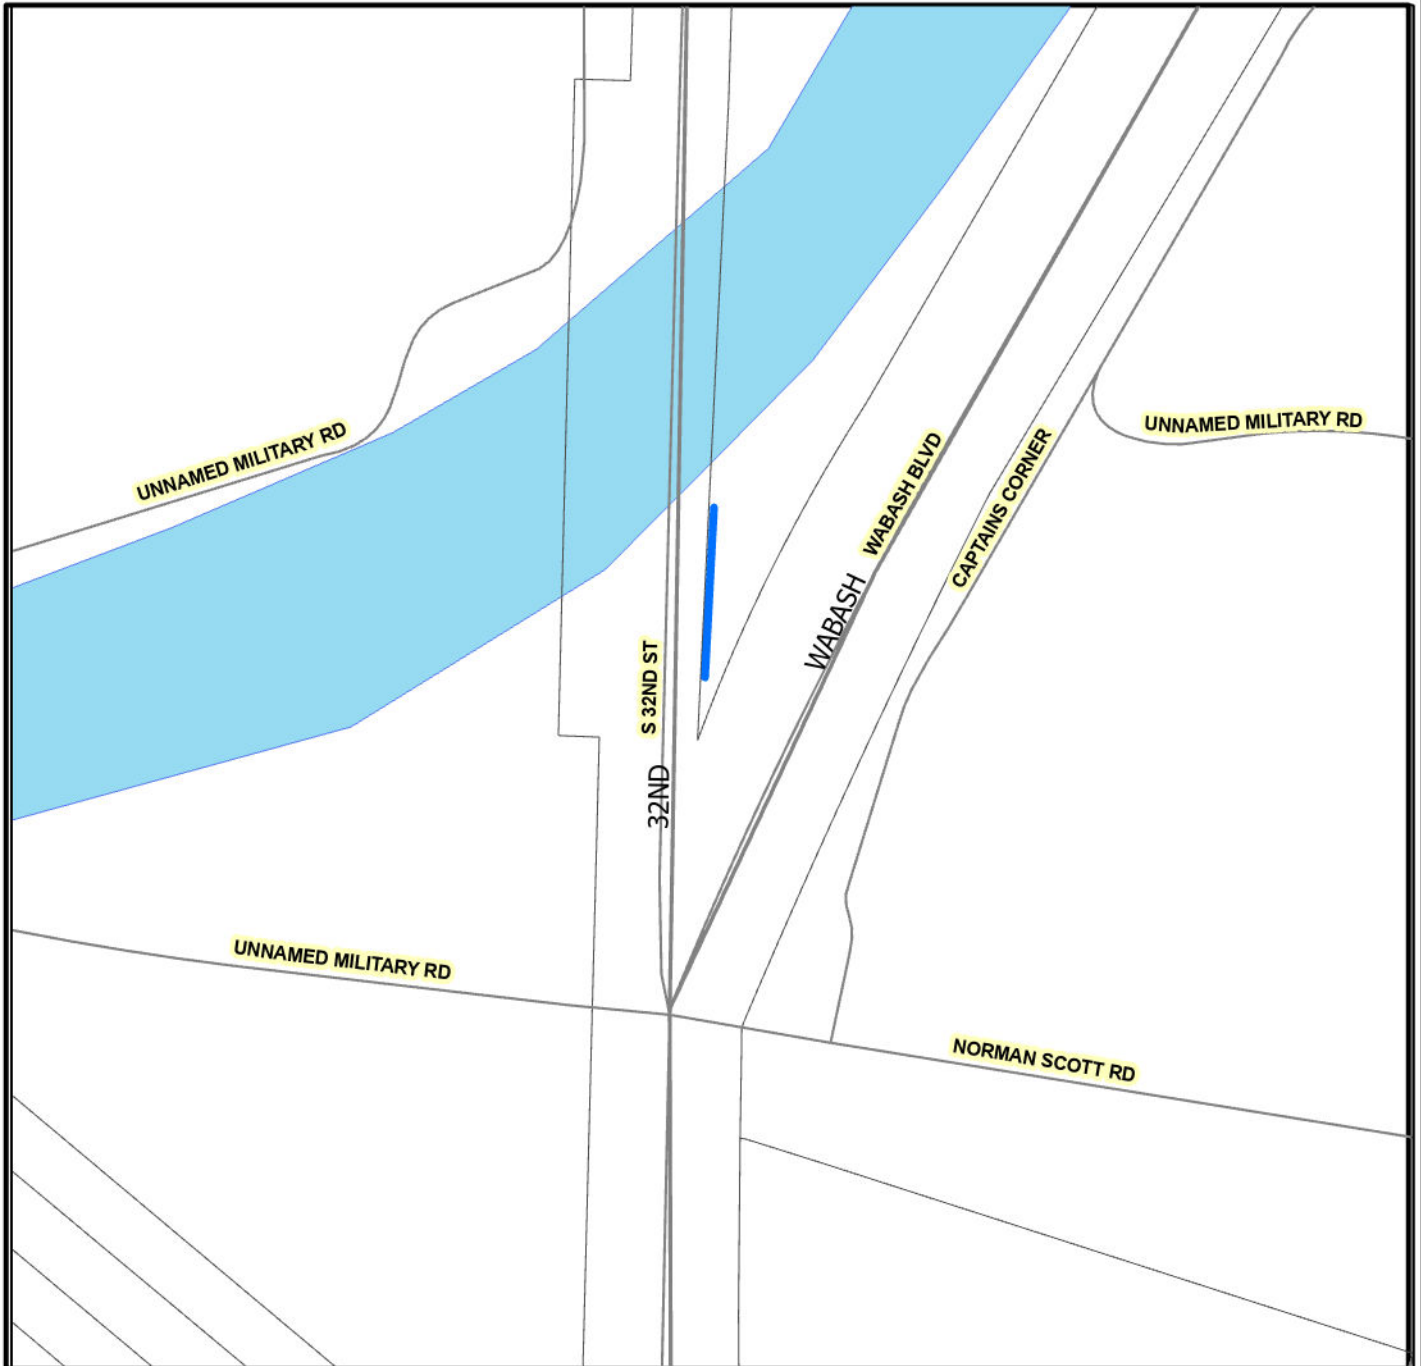 UNNAMED MILITARY RD
UNNAMED MILITARY RD
WABASH BLVD
CAPTAINS CORNER
WABASH
S 32ND ST
32ND
UNNAMED MILITARY RD
NORMAN SCOTT RD